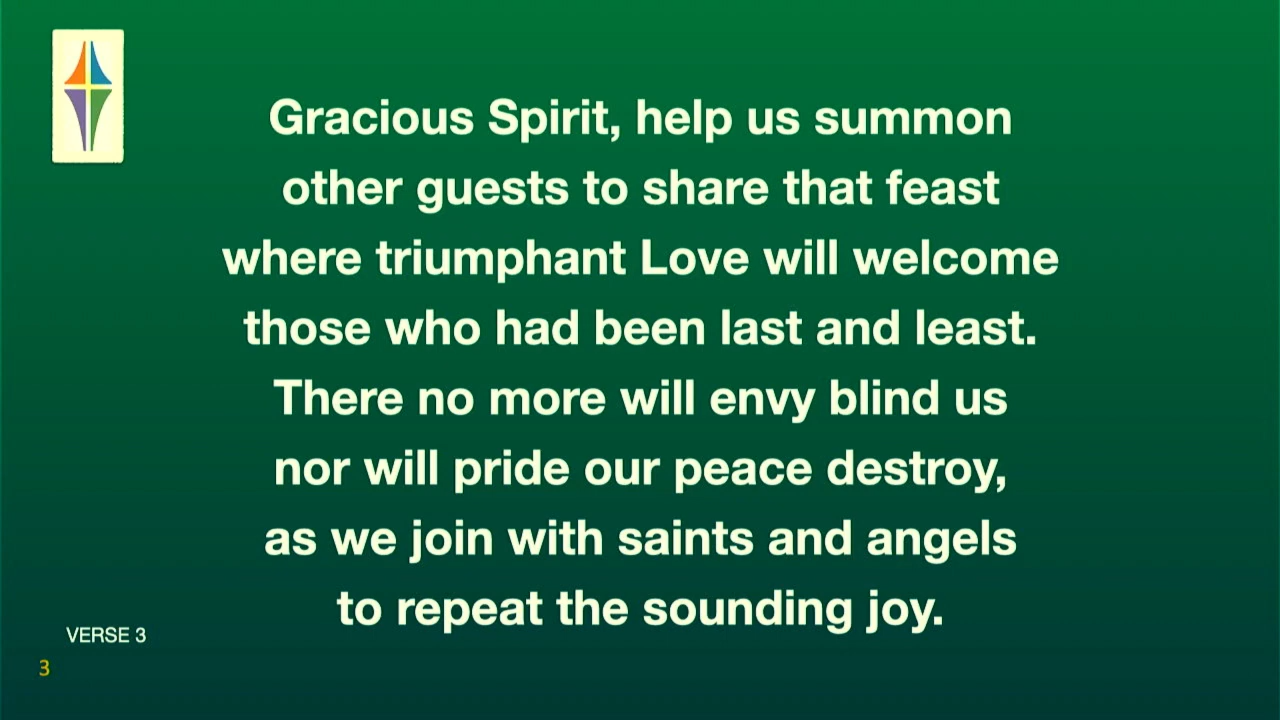 Gracious Spirit, help us summon
other guests to share that feast
where triumphant Love will welcome
those who had been last and least.
There no more will envy blind us
nor will pride our peace destroy,
as we join with saints and angels
to repeat the sounding joy.
VERSE 3
3